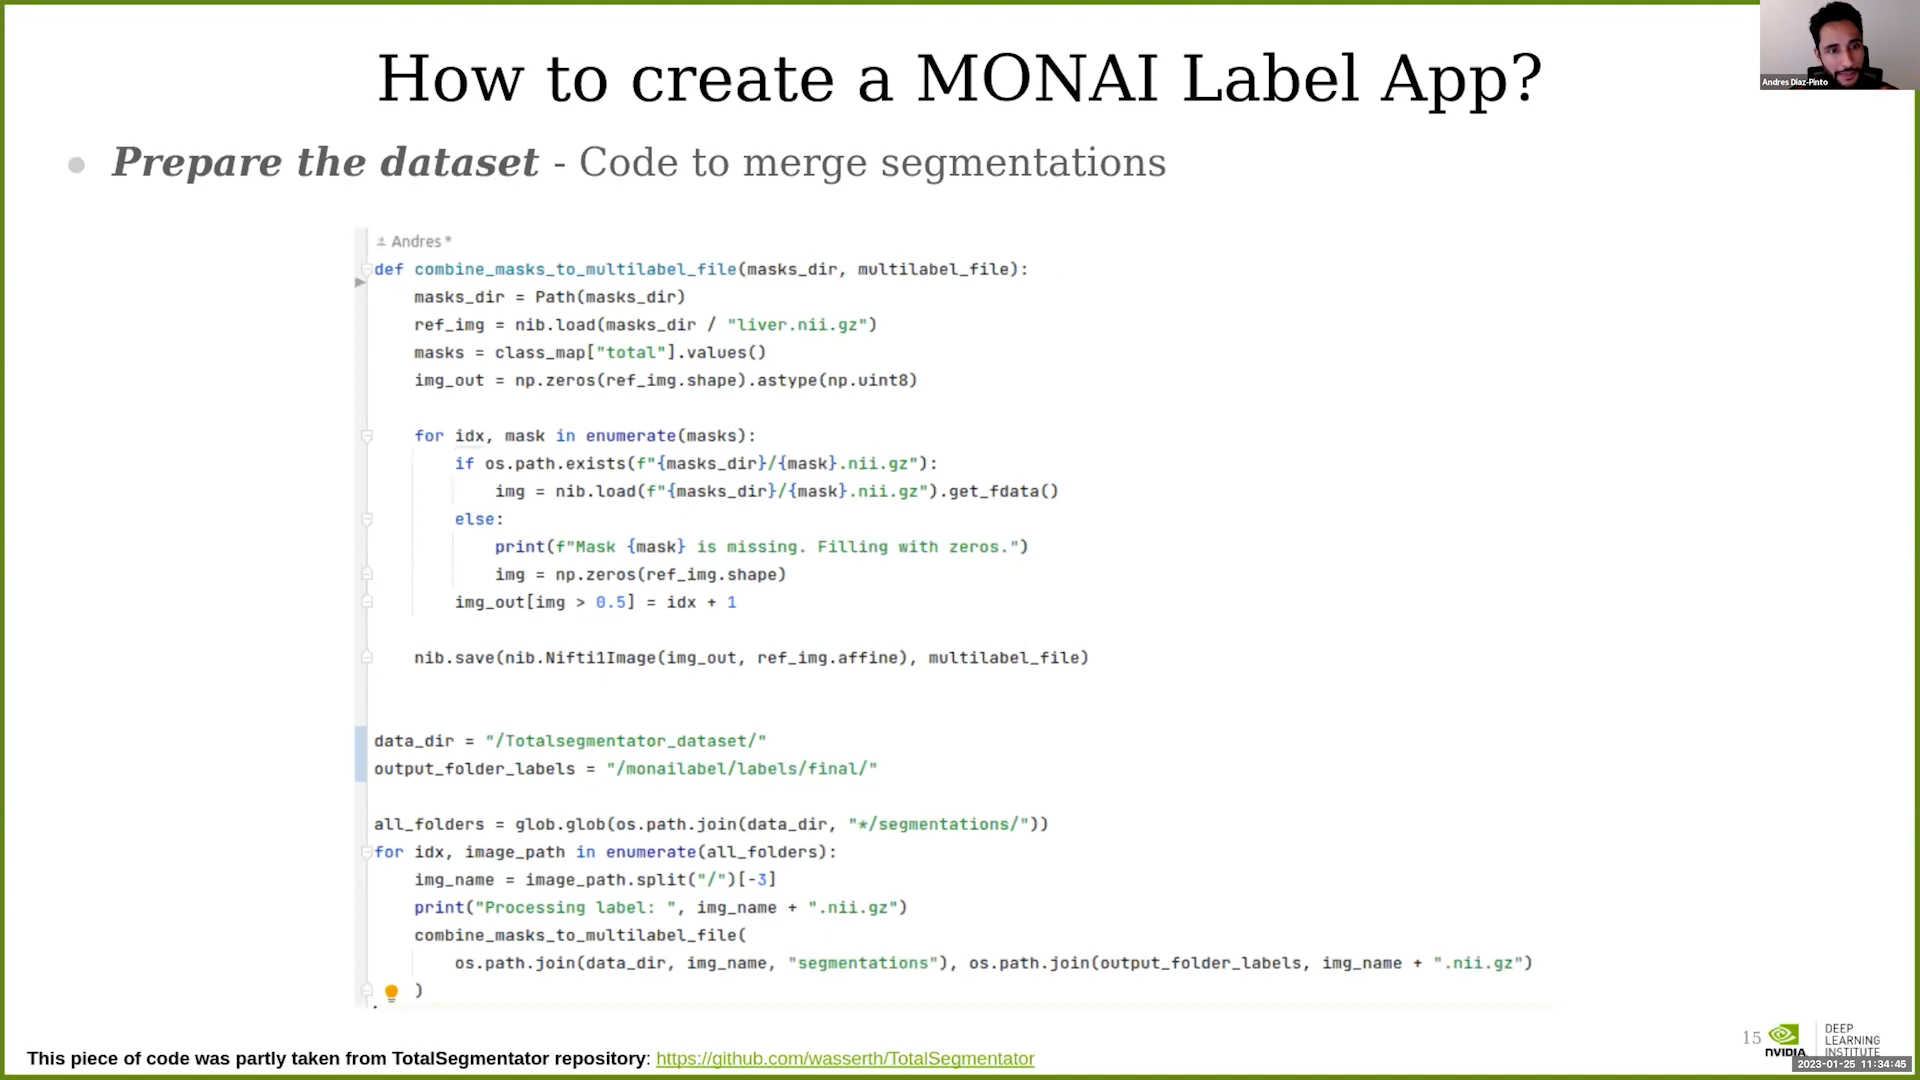 How to create a MONAI Label App?
Andres Diaz-Pinto
Prepare the dataset - Code to merge segmentations
Andres *
def combine_masks_to_multilabel_file(masks_dir, multilabel_file):
    masks_dir = Path(masks_dir)
    ref_img = nib.load(masks_dir / "liver.nii.gz")
    masks = class_map["total"].values()
    img_out = np.zeros(ref_img.shape).astype(np.uint8)
    for idx, mask in enumerate(masks):
        if os.path.exists(f"{masks_dir}/{mask}.nii.gz"):
            img = nib.load(f"{masks_dir}/{mask}.nii.gz").get_fdata()
        else:
            print(f"Mask {mask} is missing. Filling with zeros.")
            img = np.zeros(ref_img.shape)
        img_out[img > 0.5] = idx + 1
    nib.save(nib.Nifti1Image(img_out, ref_img.affine), multilabel_file)
data_dir = "/Totalsegmentator_dataset/"
output_folder_labels = "/monailabel/labels/final/"
all_folders = glob.glob(os.path.join(data_dir, "*/segmentations/"))
for idx, image_path in enumerate(all_folders):
    img_name = image_path.split("/")[-3]
    print("Processing label: ", img_name + ".nii.gz")
    combine_masks_to_multilabel_file(
        os.path.join(data_dir, img_name, "segmentations"), os.path.join(output_folder_labels, img_name + ".nii.gz")
    )
This piece of code was partly taken from TotalSegmentator repository: https://github.com/wasserth/TotalSegmentator
15
NVIDIA
DEEP
LEARNING
INSTITUTE
2023-01-25 11:34:45